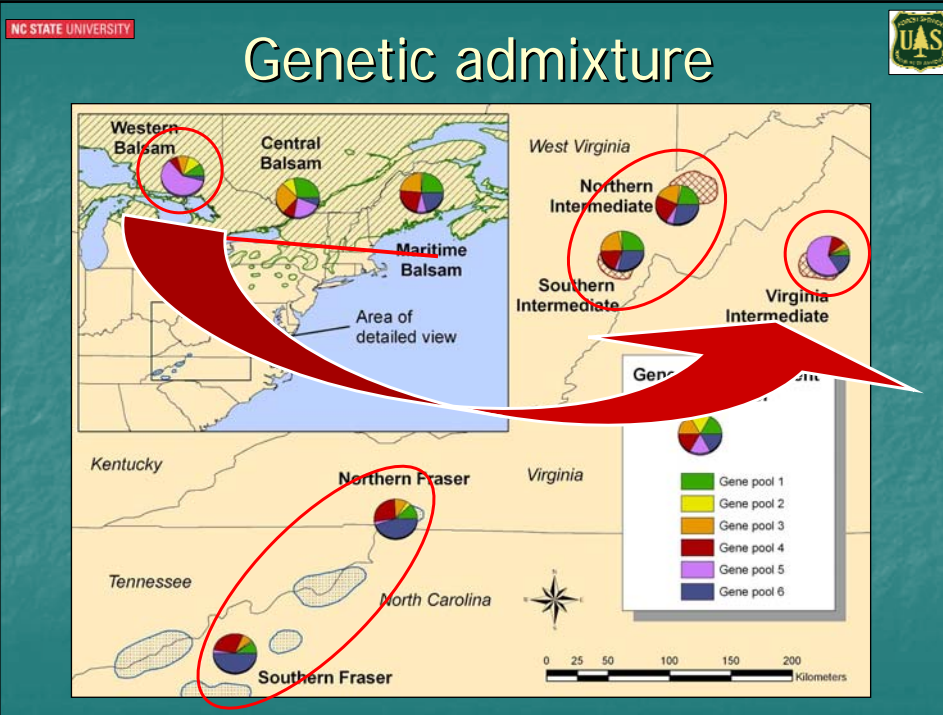 NC STATE UNIVERSITY
UAS
Genetic admixture
Western
Balsam
Central
Balsam
Maritime
Balsam
Area of
detailed view
West Virginia
Northern
Intermediate
Southern
Intermediate
Virginia
Intermediate
Kentucky
Virginia
Northern Fraser
Tennessee
North Carolina
Southern Fraser
Gene pool 1
Gene pool 2
Gene pool 3
Gene pool 4
Gene pool 5
Gene pool 6
N
0 25 50 100 150 200
Kilometers